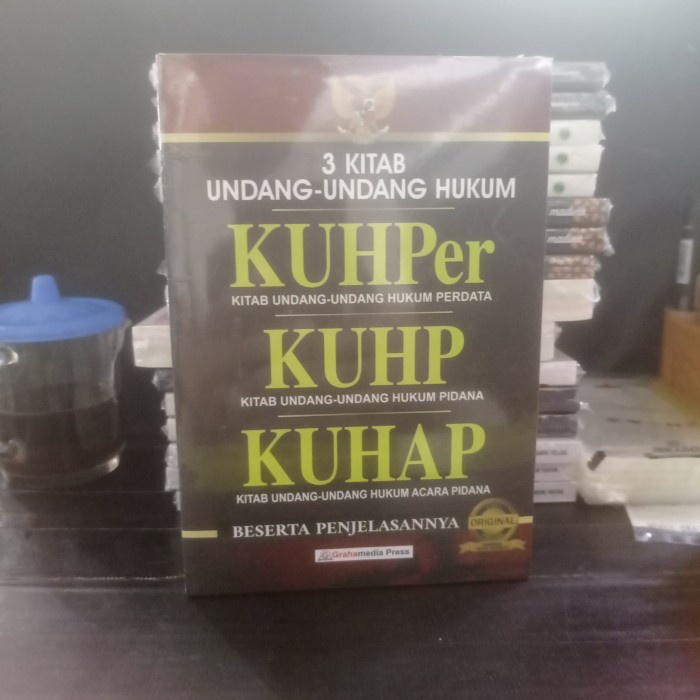 3 KITAB
UNDANG-UNDANG HUKUM
KUHPer
KITAB UNDANG-UNDANG HUKUM PERDATA
KUHP
KITAB UNDANG-UNDANG HUKUM PIDANA
KUHAP
KITAB UNDANG-UNDANG HUKUM ACARA PIDANA
BESERTA PENJELASANNYA
ORIGINAL
Grahamedia Press